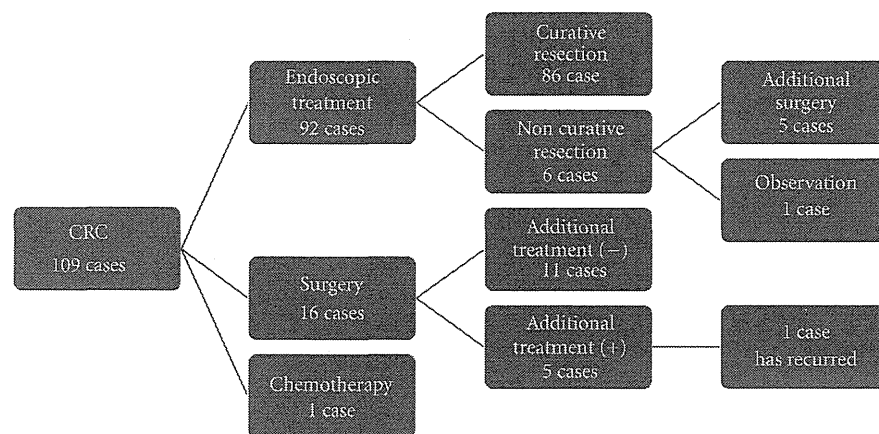 CRC
109 cases
Endoscopic
treatment
92 cases
Curative
resection
86 case
Non curative
resection
6 cases
Additional
surgery
5 cases
Observation
1 case
Surgery
16 cases
Additional
treatment (−)
11 cases
Additional
treatment (+)
5 cases
1 case
has recurred
Chemotherapy
1 case